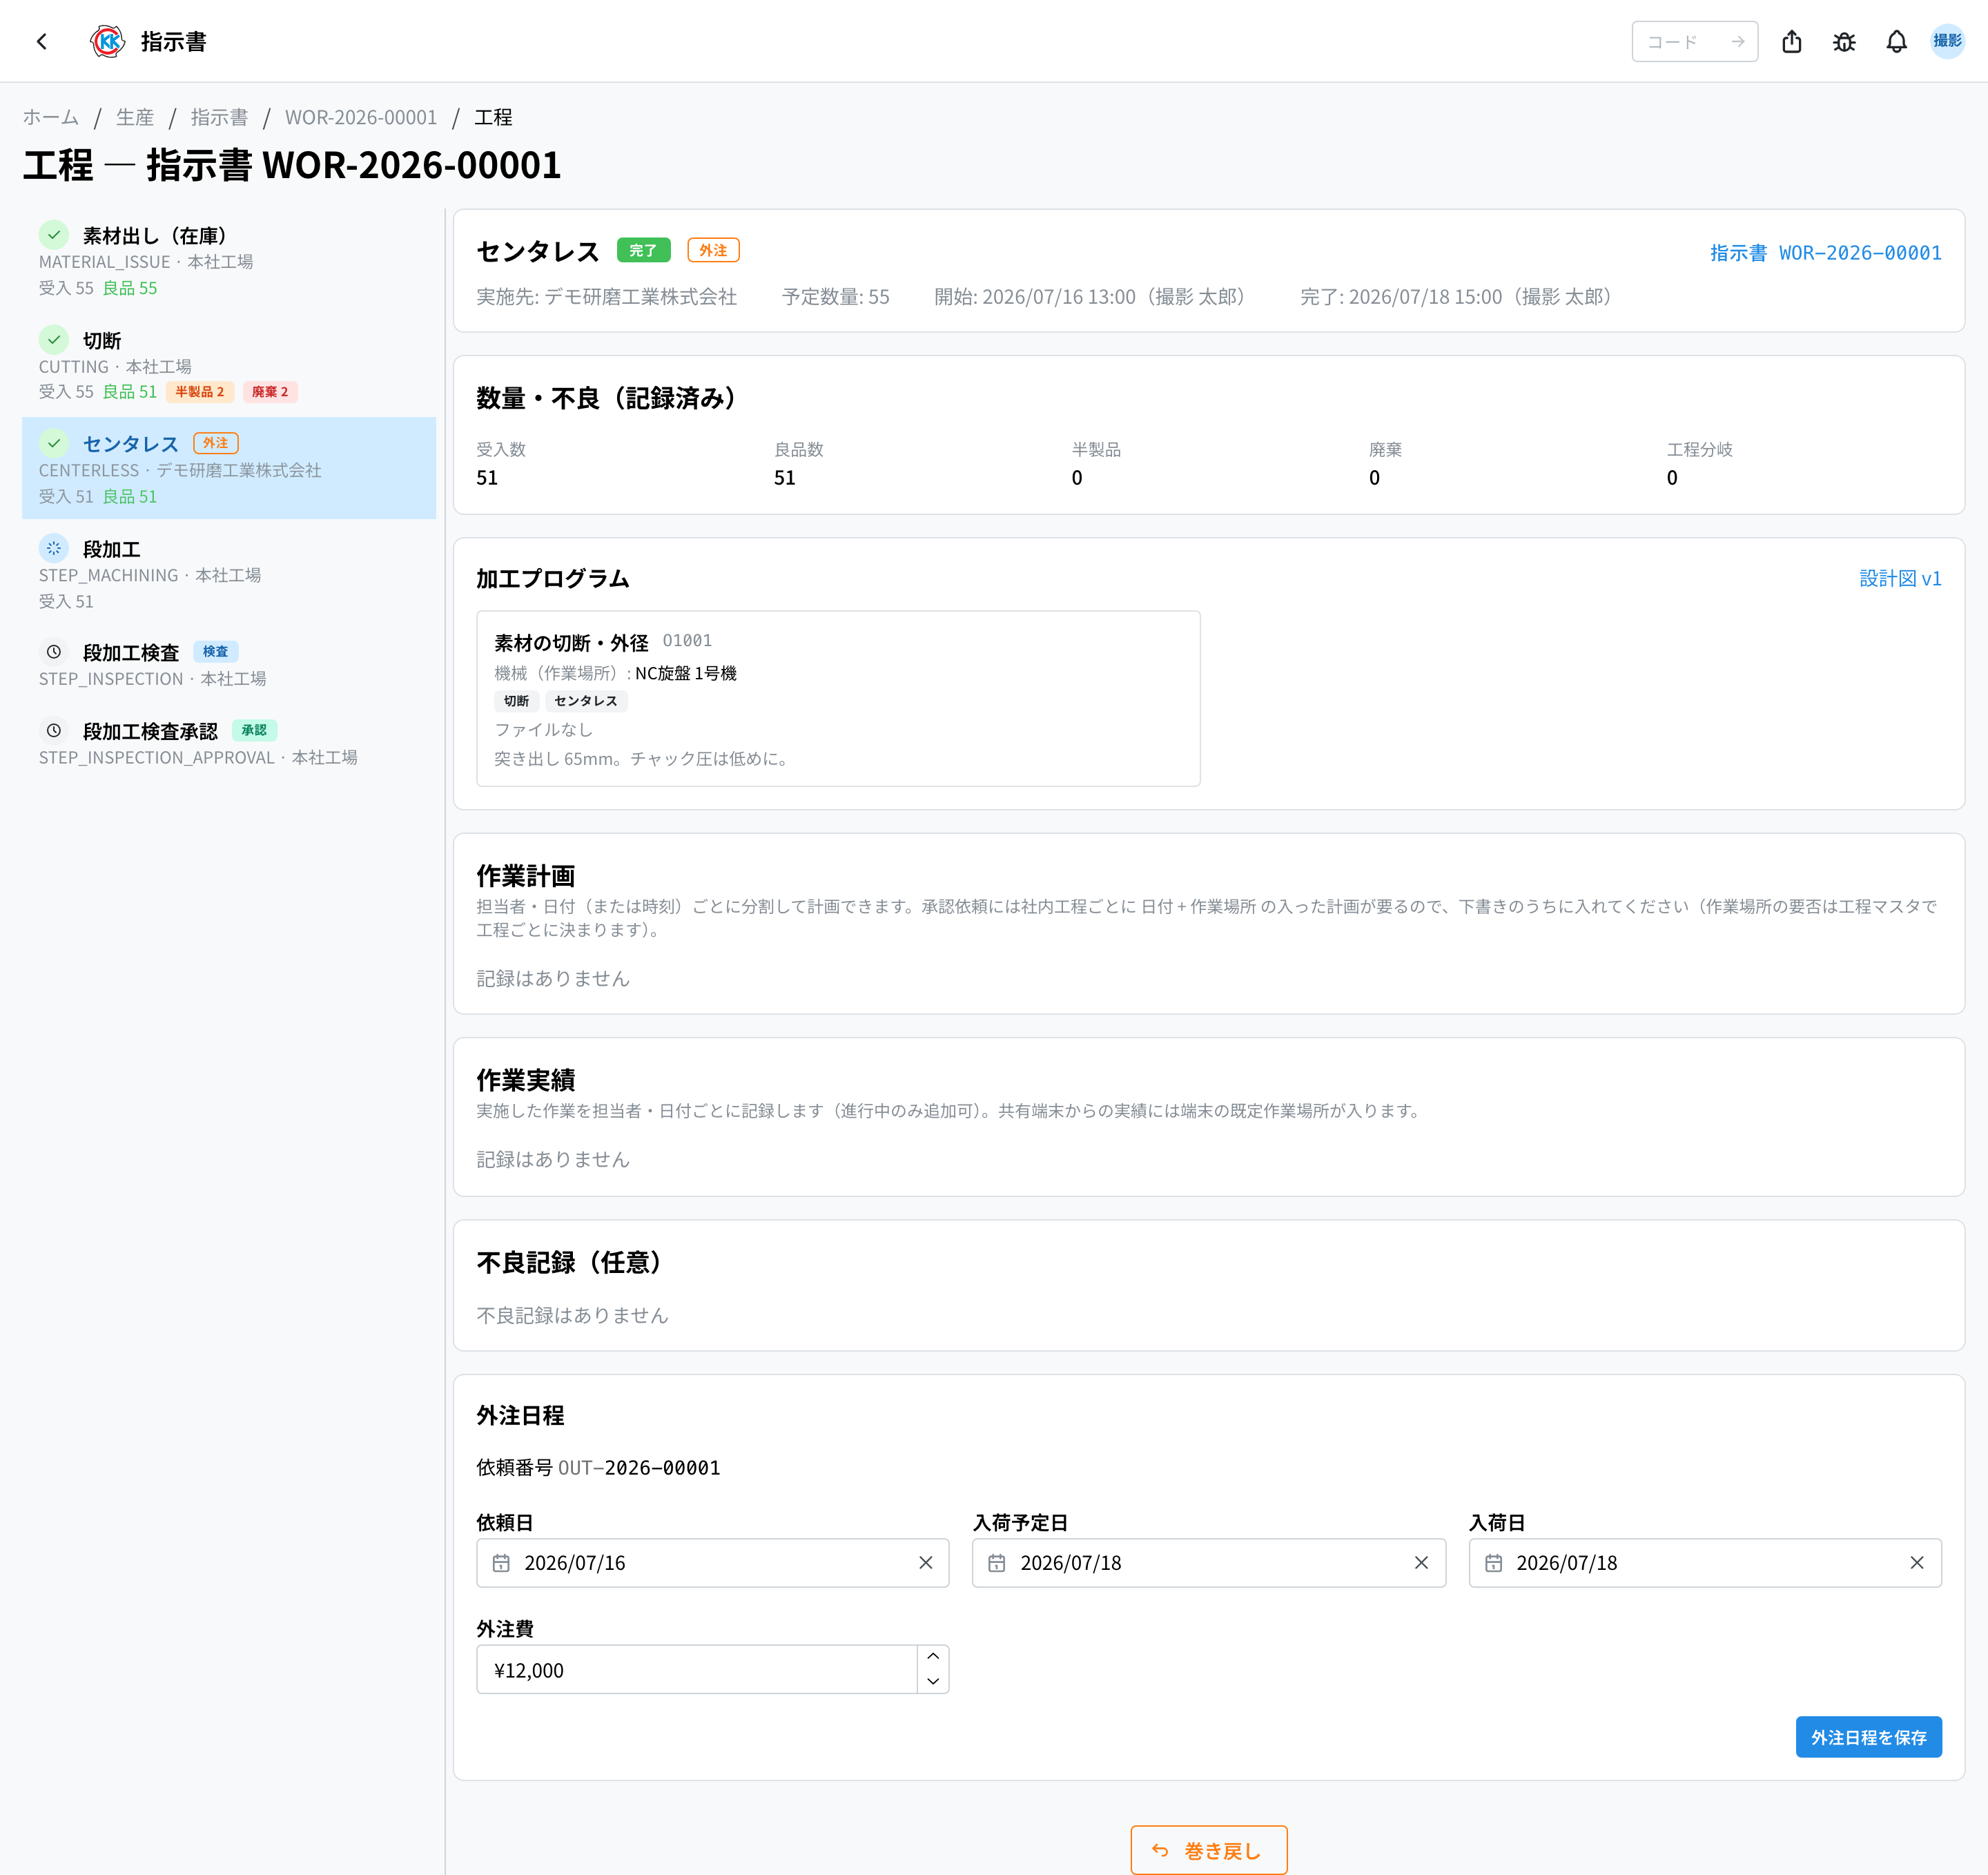 KK 指示書
コード
撮影
ホーム / 生産 / 指示書 / WOR-2026-00001 / 工程
工程 — 指示書 WOR-2026-00001
素材出し（在庫）
MATERIAL_ISSUE · 本社工場
受入 55 良品 55
切断
CUTTING · 本社工場
受入 55 良品 51 半製品 2 廃棄 2
センタレス 外注
CENTERLESS · デモ研磨工業株式会社
受入 51 良品 51
段加工
STEP_MACHINING · 本社工場
受入 51
段加工検査 検査
STEP_INSPECTION · 本社工場
段加工検査承認 承認
STEP_INSPECTION_APPROVAL · 本社工場
センタレス 完了 外注
指示書 WOR-2026-00001
実施先: デモ研磨工業株式会社 予定数量: 55 開始: 2026/07/16 13:00（撮影 太郎） 完了: 2026/07/18 15:00（撮影 太郎）
数量・不良（記録済み）
受入数 良品数 半製品 廃棄 工程分岐
51 51 0 0 0
加工プログラム
設計図 v1
素材の切断・外径 O1001
機械（作業場所）: NC旋盤 1号機
切断 センタレス
ファイルなし
突き出し 65mm。チャック圧は低めに。
作業計画
担当者・日付（または時刻）ごとに分割して計画できます。承認依頼には社内工程ごとに 日付 + 作業場所 の入った計画が要るので、下書きのうちに入れてください（作業場所の要否は工程マスタで
工程ごとに決まります）。
記録はありません
作業実績
実施した作業を担当者・日付ごとに記録します（進行中のみ追加可）。共有端末からの実績には端末の既定作業場所が入ります。
記録はありません
不良記録（任意）
不良記録はありません
外注日程
依頼番号 OUT-2026-00001
依頼日 入荷予定日 入荷日
2026/07/16 2026/07/18 2026/07/18
外注費
¥12,000
外注日程を保存
巻き戻し